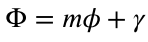 Φ = mϕ + γ